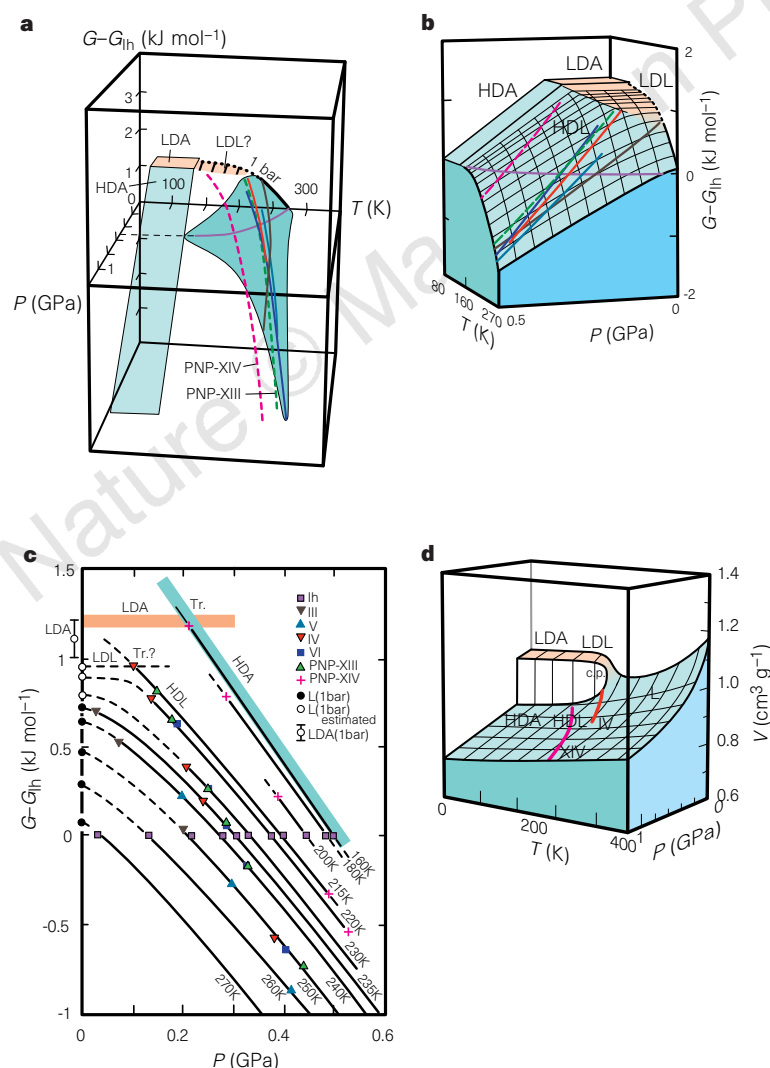 a
G–G_Ih (kJ mol⁻¹)
3
2
LDA
LDL?
1 bar
1
HDA
100
300
0
T (K)
–1
P (GPa)
PNP-XIV
PNP-XIII
b
2
LDA
LDL
HDA
HDL
G–G_Ih (kJ mol⁻¹)
0
80
160
270
0.5
0
-2
T (K)
P (GPa)
Nature © Ma
n P
c
1.5
LDA
Tr.
Ih
III
V
IV
VI
PNP-XIII
PNP-XIV
L(1bar)
L(1bar)
estimated
LDA(1bar)
LDA
LDL
Tr.?
HDA
1
HDL
G–G_Ih (kJ mol⁻¹)
0.5
0
160K
180K
200K
215K
220K
230K
235K
240K
250K
260K
270K
-0.5
-1
0
0.2
0.4
0.6
P (GPa)
d
1.4
LDA
LDL
1.2
c.p.
L
1.0
HDA
HDL
IV
XIV
0.8
V (cm3 g⁻¹)
0.6
0
200
400
1
0
T (K)
P (GPa)